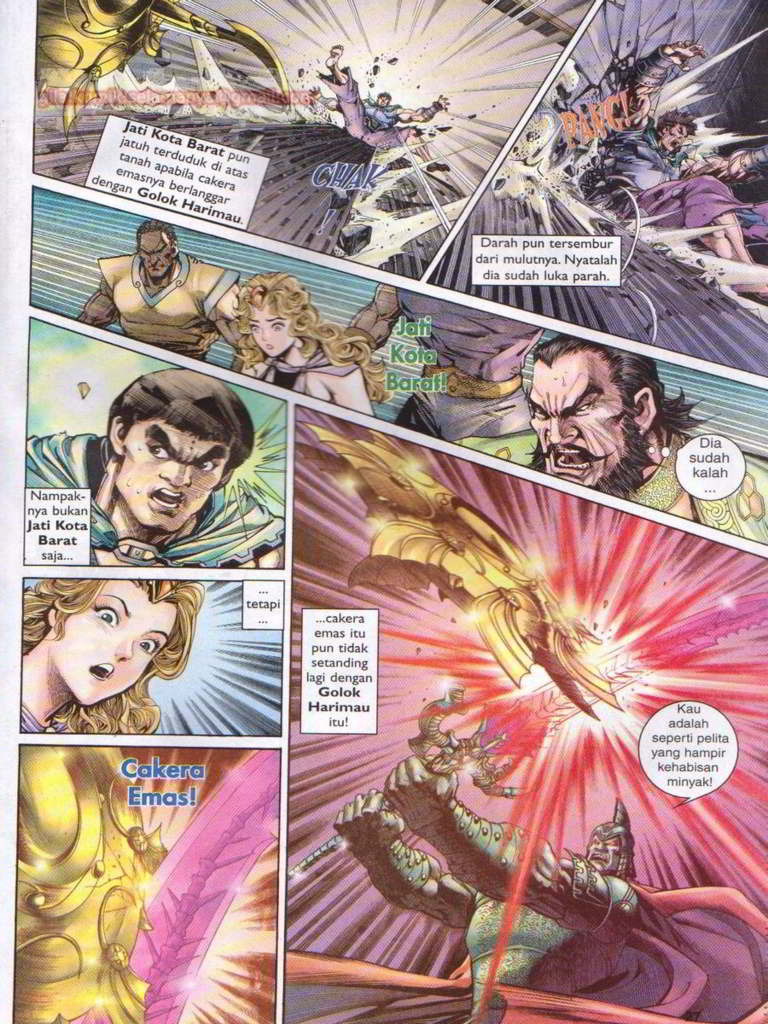 Jati Kota Barat pun
jatuh terduduk di atas
tanah apabila cakera
emasnya berlanggar
dengan Golok Harimau.
CHAK
!
PANG!
Darah pun tersembur
dari mulutnya. Nyatalah
dia sudah luka parah.
Jati
Kota
Barat!
Dia
sudah
kalah
...
Nampak-
nya bukan
Jati Kota
Barat
saja...
...
tetapi
...
Cakera
Emas!
...cakera
emas itu
pun tidak
setanding
lagi dengan
Golok
Harimau
itu!
Kau
adalah
seperti pelita
yang hampir
kehabisan
minyak!